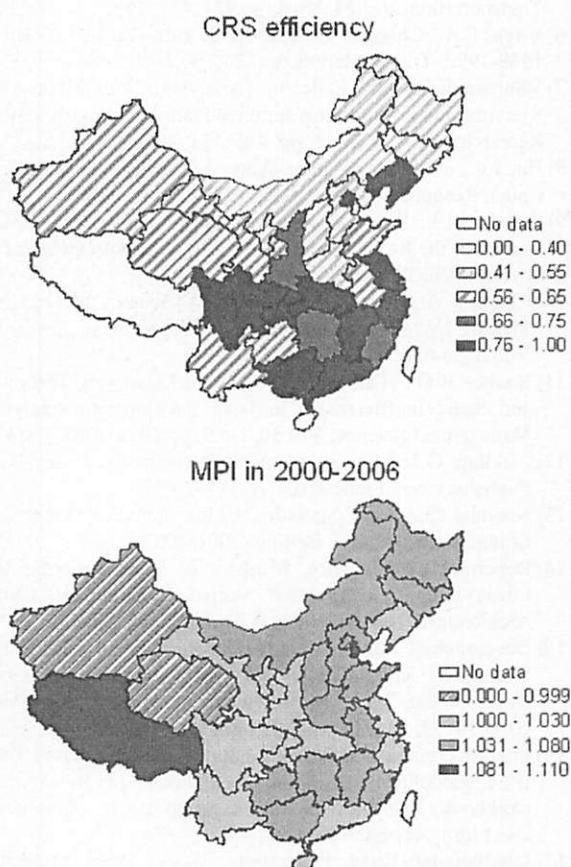 CRS efficiency
No data
0.00 - 0.40
0.41 - 0.55
0.56 - 0.65
0.66 - 0.75
0.76 - 1.00
MPI in 2000-2006
No data
0.000 - 0.999
1.000 - 1.030
1.031 - 1.080
1.081 - 1.110